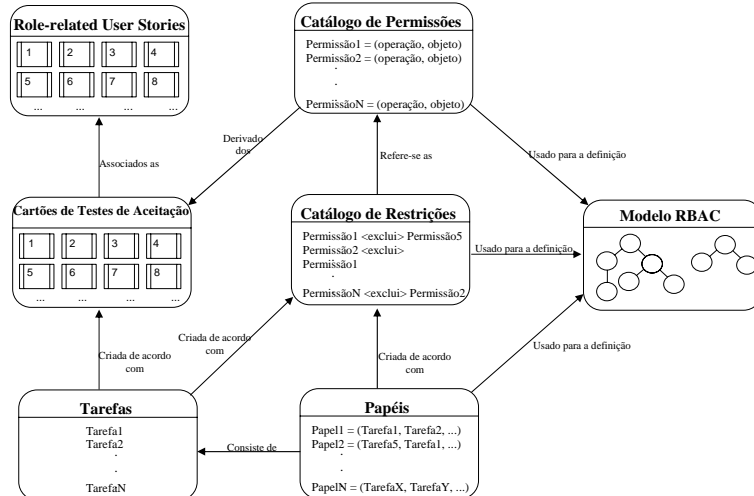 Role-related User Stories
1 2 3 4
5 6 7 8
... ... ... ...
Catálogo de Permissões
Permissão1 = (operação, objeto)
Permissão2 = (operação, objeto)
.
.
PermissãoN = (operação, objeto)
Associados as
Derivado
dos
Refere-se as
Usado para a definição
Cartões de Testes de Aceitação
1 2 3 4
5 6 7 8
... ... ... ...
Catálogo de Restrições
Permissão1 <exclui> Permissão5
Permissão2 <exclui>
Permissão1
.
PermissãoN <exclui> Permissão2
Usado para a definição
Modelo RBAC
Criada de acordo
com
Criada de acordo
com
Criada de acordo
com
Usado para a definição
Tarefas
Tarefa1
Tarefa2
.
.
TarefaN
Consiste de
Papéis
Papel1 = (Tarefa1, Tarefa2, ...)
Papel2 = (Tarefa5, Tarefa1, ...)
.
.
PapelN = (TarefaX, TarefaY, ...)